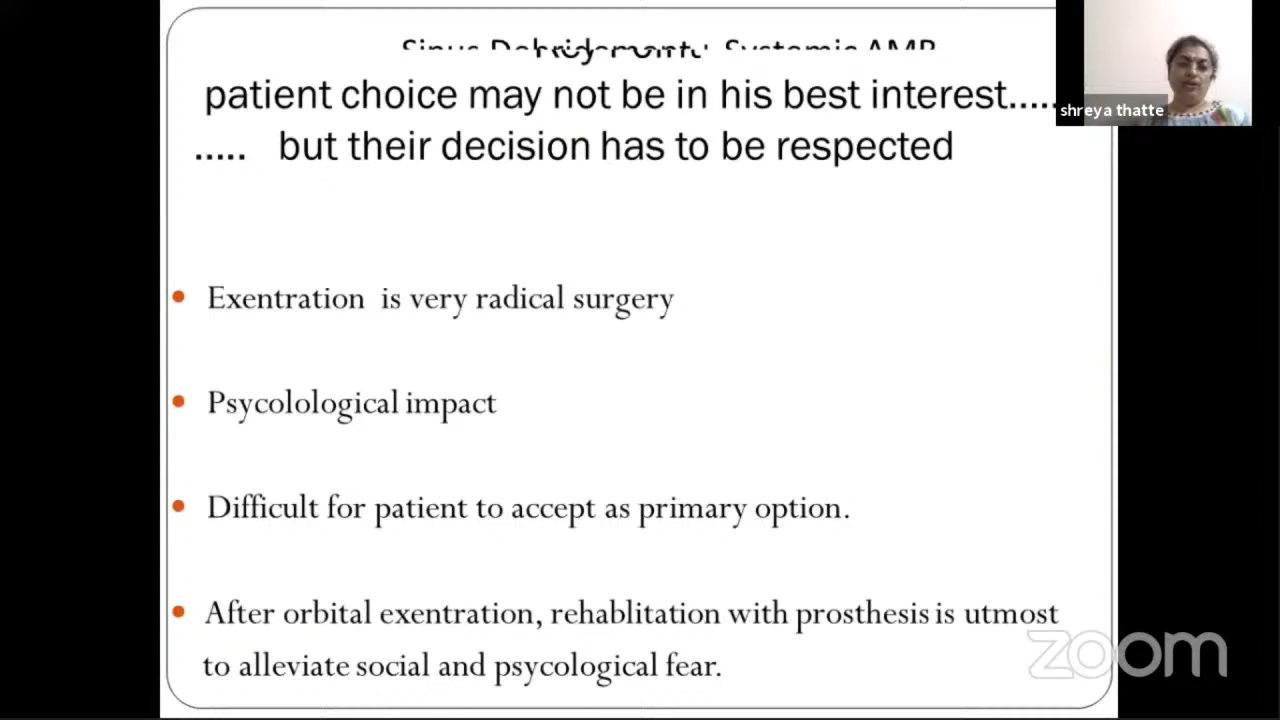 patient choice may not be in his best interest.....
..... but their decision has to be respected
shreya thatte
• Exentration is very radical surgery
• Psycolological impact
• Difficult for patient to accept as primary option.
• After orbital exentration, rehablitation with prosthesis is utmost
to alleviate social and psycological fear.
zoom